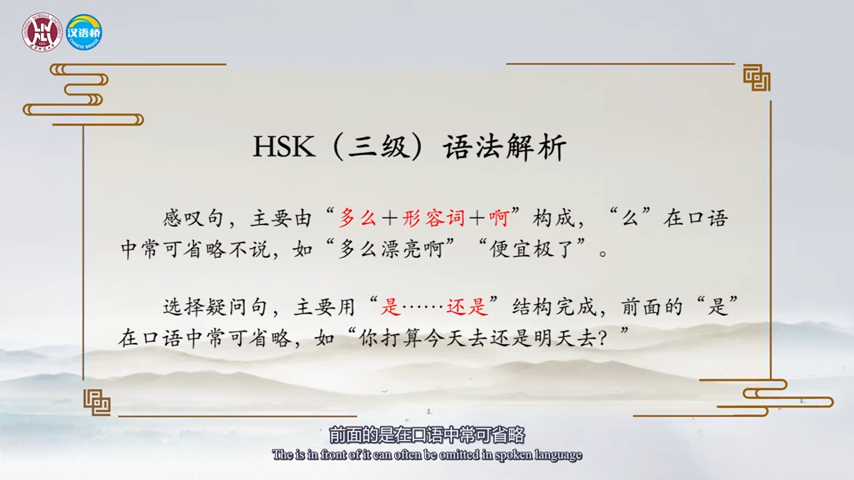 汉语桥
CHINESE BRIDGE
HSK（三级）语法解析
感叹句，主要由“多么＋形容词＋啊”构成，“么”在口语
中常可省略不说，如“多么漂亮啊”“便宜极了”。
选择疑问句，主要用“是……还是”结构完成，前面的“是”
在口语中常可省略，如“你打算今天去还是明天去？”
前面的是在口语中常可省略
The is in front of it can often be omitted in spoken language